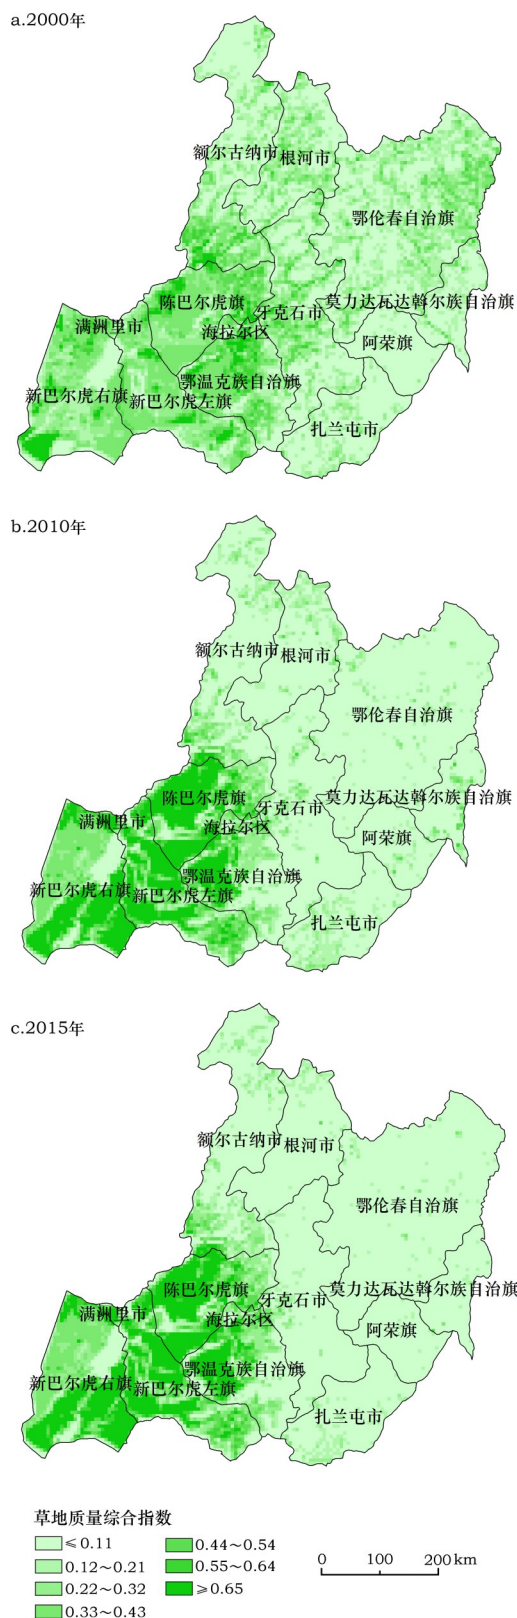 a.2000年
额尔古纳市
根河市
鄂伦春自治旗
陈巴尔虎旗
牙克石市
莫力达瓦达斡尔族自治旗
满洲里市
海拉尔区
阿荣旗
鄂温克族自治旗
新巴尔虎右旗
新巴尔虎左旗
扎兰屯市
b.2010年
额尔古纳市
根河市
鄂伦春自治旗
陈巴尔虎旗
牙克石市
莫力达瓦达斡尔族自治旗
满洲里市
海拉尔区
阿荣旗
鄂温克族自治旗
新巴尔虎右旗
新巴尔虎左旗
扎兰屯市
c.2015年
额尔古纳市
根河市
鄂伦春自治旗
陈巴尔虎旗
牙克石市
莫力达瓦达斡尔族自治旗
满洲里市
海拉尔区
阿荣旗
鄂温克族自治旗
新巴尔虎右旗
新巴尔虎左旗
扎兰屯市
草地质量综合指数
≤0.11
0.12~0.21
0.22~0.32
0.33~0.43
0.44~0.54
0.55~0.64
≥0.65
0 100 200 km